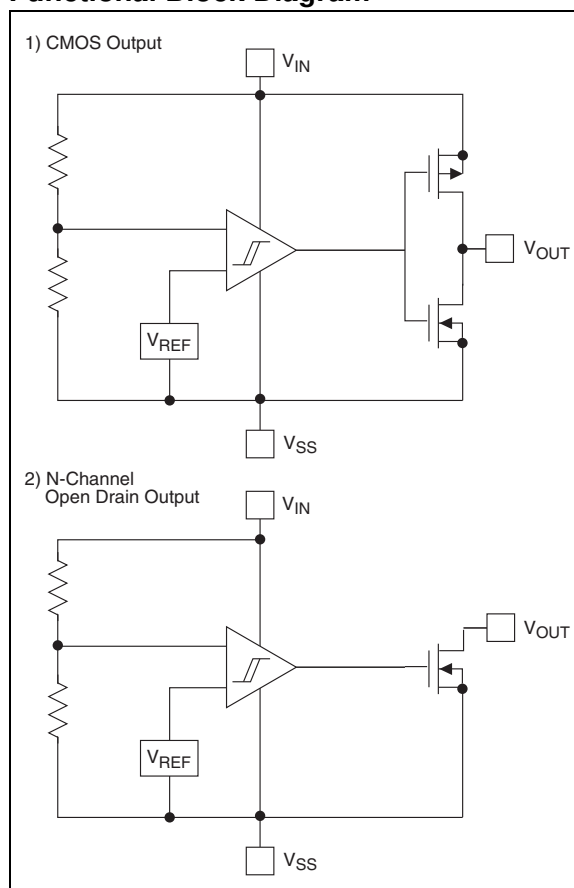 Functional Block Diagram
1) CMOS Output
VIN
VOUT
VREF
VSS
2) N-Channel
Open Drain Output
VIN
VOUT
VREF
VSS